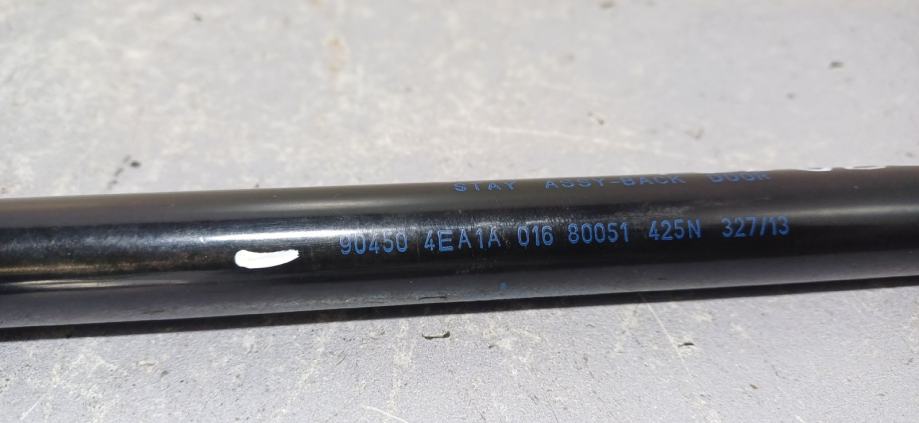 STAY ASSY-BACK DOOR
90450 4EA1A 016 80051 425N 327/13